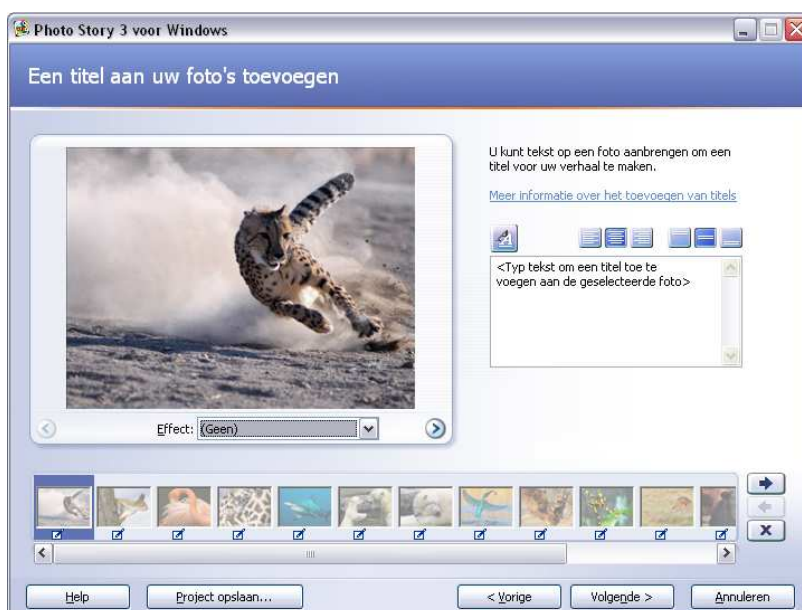 Photo Story 3 voor Windows
Een titel aan uw foto's toevoegen
U kunt tekst op een foto aanbrengen om een
titel voor uw verhaal te maken.
Meer informatie over het toevoegen van titels
<Typ tekst om een titel toe te
voegen aan de geselecteerde foto>
Effect: (Geen)
Help
Project opslaan...
< Vorige
Volgende >
Annuleren